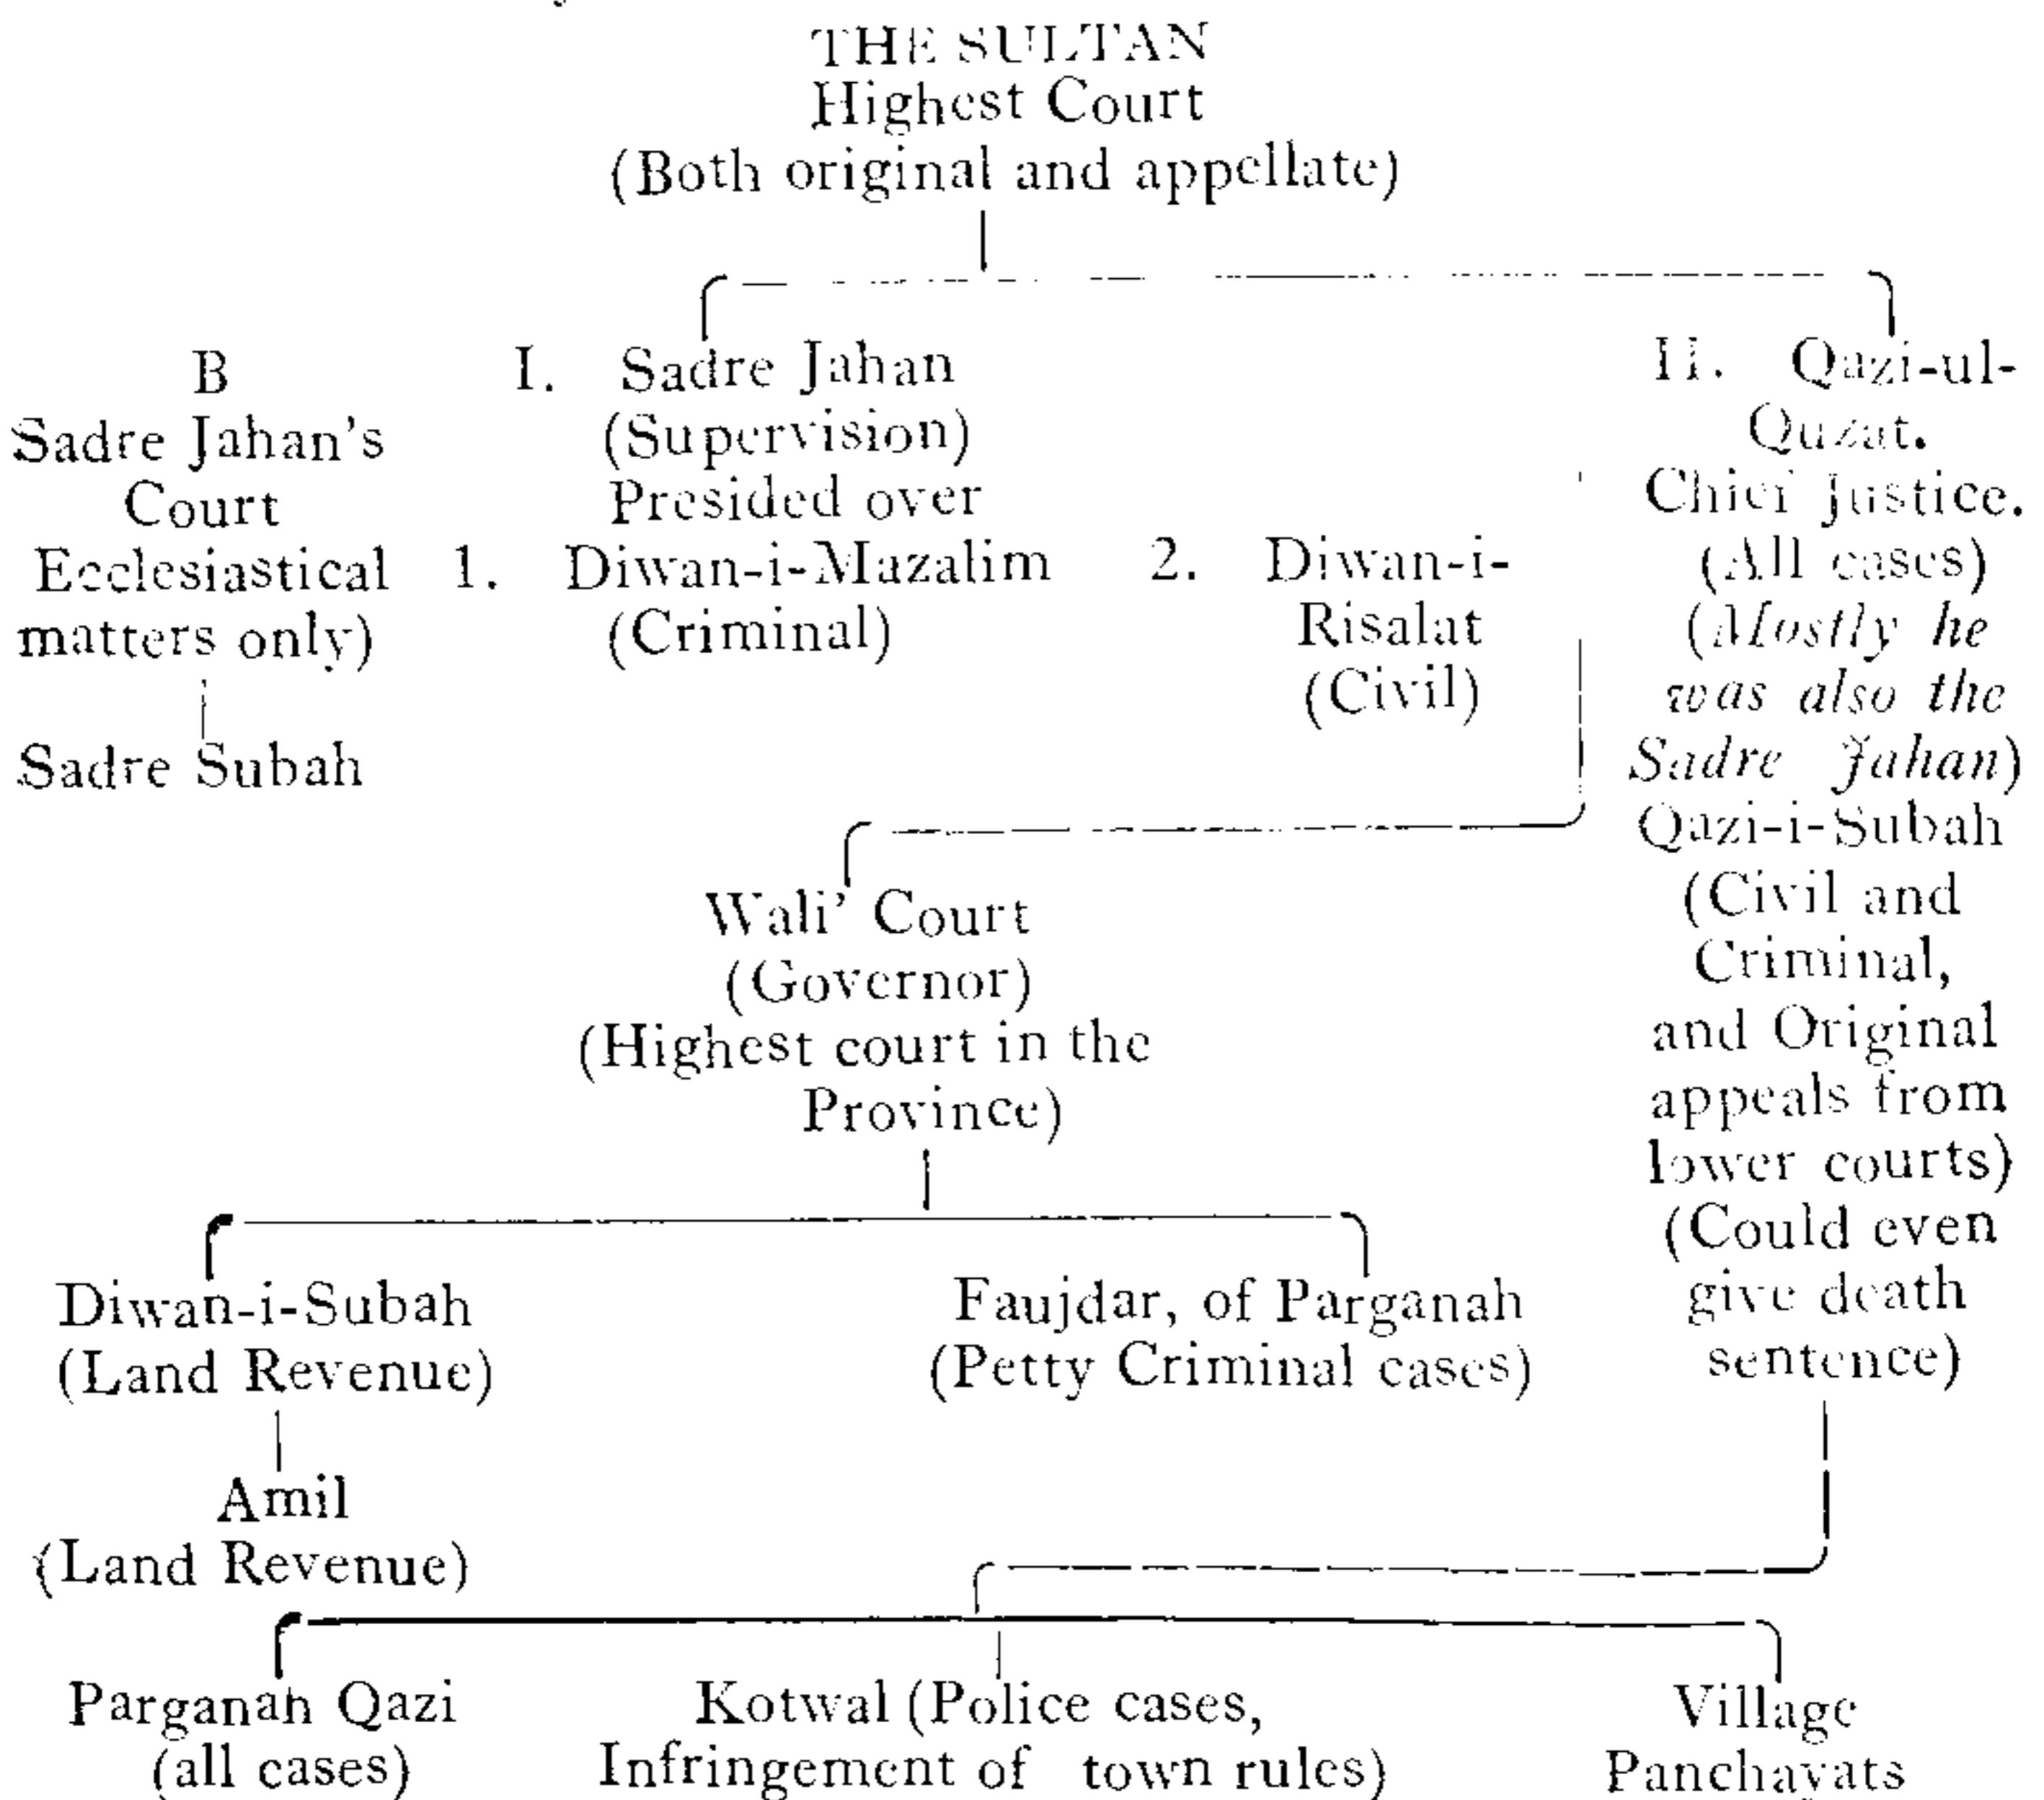 THE SULTAN
Highest Court
(Both original and appellate)
B
Sadre Jahan's
Court
Ecclesiastical
matters only)
Sadre Subah
I. Sadre Jahan
(Supervision)
Presided over
1. Diwan-i-Mazalim
(Criminal)
2. Diwan-i-
Risalat
(Civil)
II. Qazi-ul-
Quzat.
Chief Justice.
(All cases)
(Mostly he
was also the
Sadre Jahan)
Qazi-i-Subah
(Civil and
Criminal,
and Original
appeals from
lower courts)
(Could even
give death
sentence)
Wali' Court
(Governor)
(Highest court in the
Province)
Diwan-i-Subah
(Land Revenue)
Amil
(Land Revenue)
Faujdar, of Parganah
(Petty Criminal cases)
Parganah Qazi
(all cases)
Kotwal (Police cases,
Infringement of town rules)
Village
Panchayats